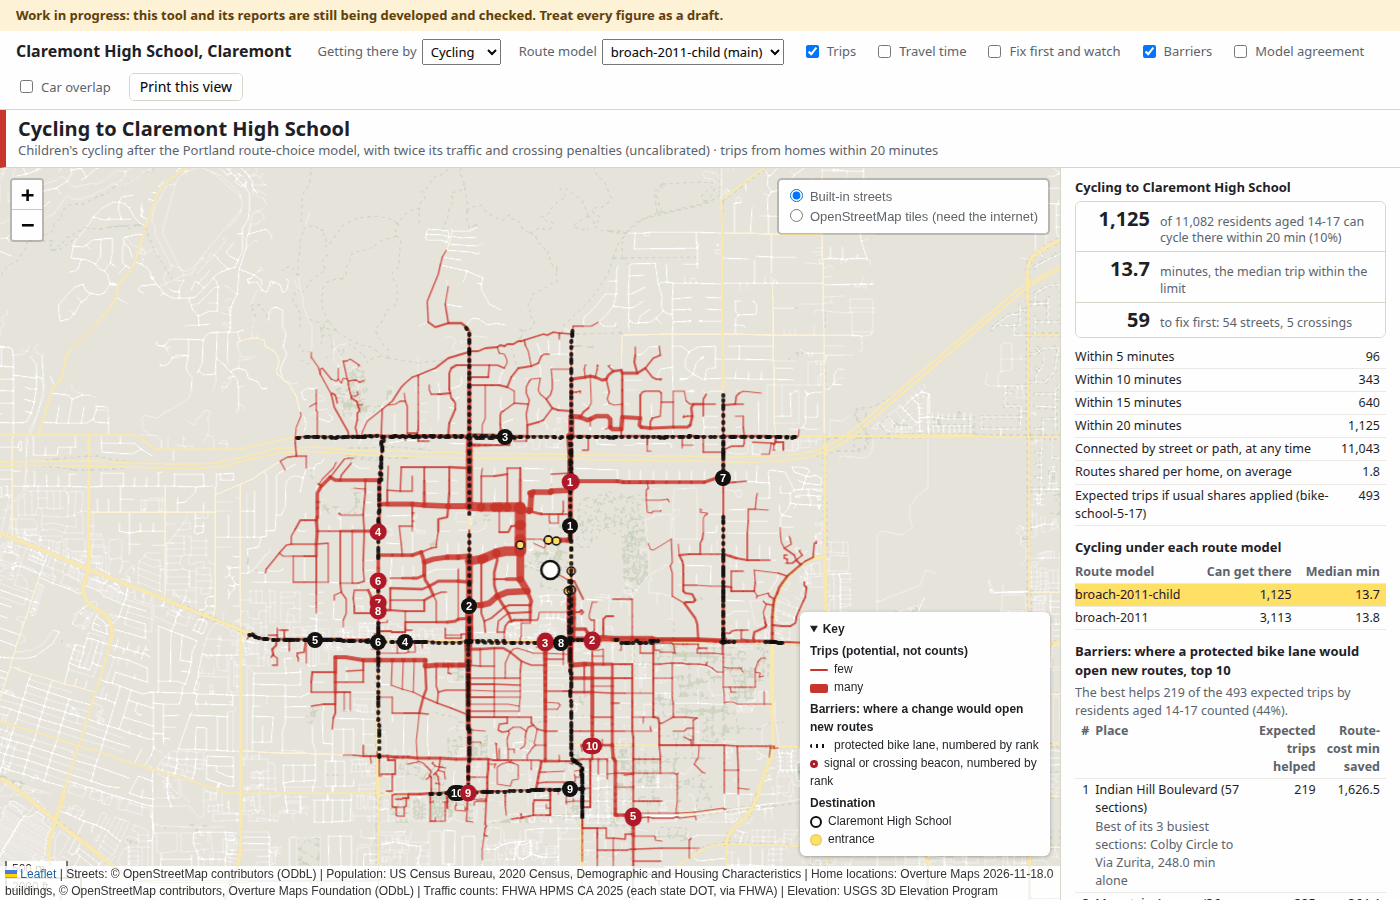 Work in progress: this tool and its reports are still being developed and checked. Treat every figure as a draft.
Claremont High School, Claremont
Getting there by Cycling
Route model broach-2011-child (main)
Trips
Travel time
Fix first and watch
Barriers
Model agreement
Car overlap
Print this view
Cycling to Claremont High School
Children's cycling after the Portland route-choice model, with twice its traffic and crossing penalties (uncalibrated) · trips from homes within 20 minutes
+
−
Built-in streets
OpenStreetMap tiles (need the internet)
3
7
1
1
4
6
7
8
2
5
6
4
3
8
2
10
10
9
9
5
▼ Key
Trips (potential, not counts)
few
many
Barriers: where a change would open
new routes
protected bike lane, numbered by rank
signal or crossing beacon, numbered by
rank
Destination
Claremont High School
entrance
Leaflet | Streets: © OpenStreetMap contributors (ODbL) | Population: US Census Bureau, 2020 Census, Demographic and Housing Characteristics | Home locations: Overture Maps 2026-11-18.0
buildings, © OpenStreetMap contributors, Overture Maps Foundation (ODbL) | Traffic counts: FHWA HPMS CA 2025 (each state DOT, via FHWA) | Elevation: USGS 3D Elevation Program
Cycling to Claremont High School
1,125 of 11,082 residents aged 14-17 can
cycle there within 20 min (10%)
13.7 minutes, the median trip within the
limit
59 to fix first: 54 streets, 5 crossings
Within 5 minutes 96
Within 10 minutes 343
Within 15 minutes 640
Within 20 minutes 1,125
Connected by street or path, at any time 11,043
Routes shared per home, on average 1.8
Expected trips if usual shares applied (bike- 493
school-5-17)
Cycling under each route model
Route model Can get there Median min
broach-2011-child 1,125 13.7
broach-2011 3,113 13.8
Barriers: where a protected bike lane would
open new routes, top 10
The best helps 219 of the 493 expected trips by
residents aged 14-17 counted (44%).
# Place Expected Route-
trips cost min
helped saved
1 Indian Hill Boulevard (57 219 1,626.5
sections)
Best of its 3 busiest
sections: Colby Circle to
Via Zurita, 248.0 min
alone